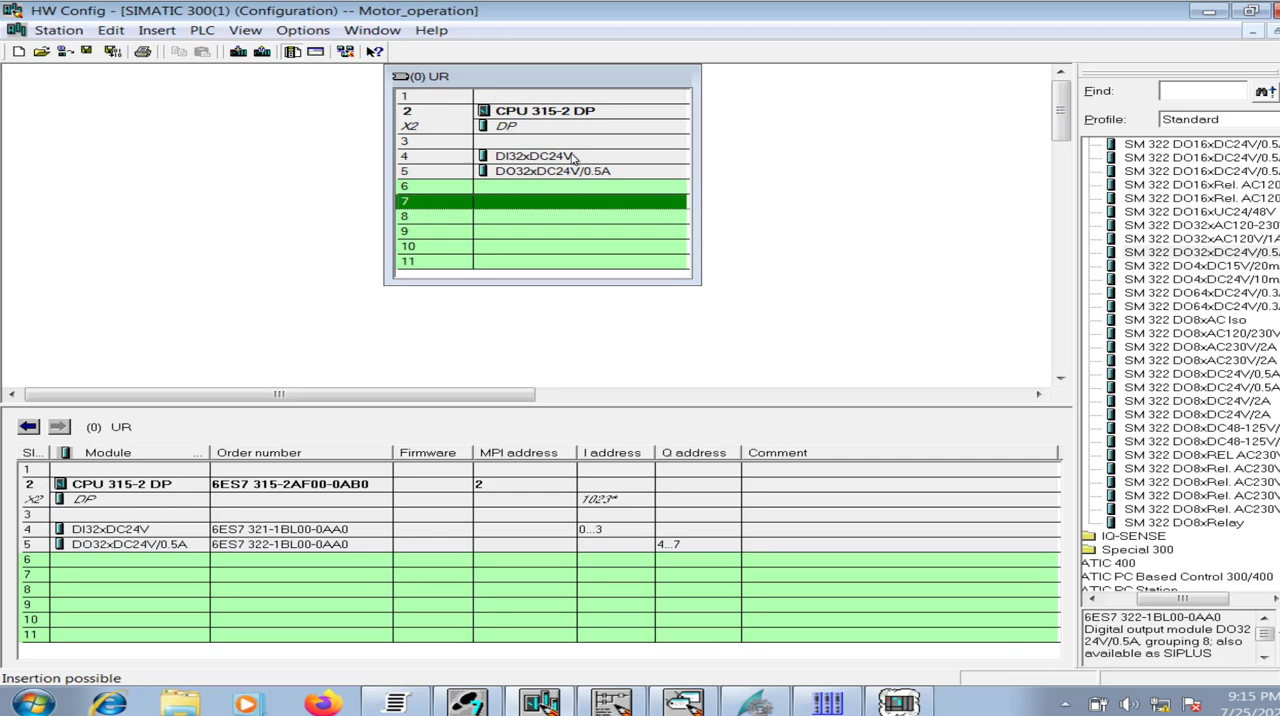 HW Config - [SIMATIC 300(1) (Configuration) -- Motor_operation]
Station Edit Insert PLC View Options Window Help
(0) UR
1
2 CPU 315-2 DP
X2 DP
3
4 DI32xDC24V
5 DO32xDC24V/0.5A
6
7
8
9
10
11
Find:
Profile: Standard
SM 322 DO16xDC24V/0.5
SM 322 DO16xDC24V/0.5
SM 322 DO16xRel. AC120
SM 322 DO16xRel. AC120
SM 322 DO16xUC24/48V
SM 322 DO32xAC120-230
SM 322 DO32xAC120V/1A
SM 322 DO32xDC24V/0.5
SM 322 DO4xDC15V/20m
SM 322 DO4xDC24V/10m
SM 322 DO64xDC24V/0.3
SM 322 DO64xDC24V/0.3
SM 322 DO8xAC Iso
SM 322 DO8xAC120/230V
SM 322 DO8xAC230V/2A
SM 322 DO8xAC230V/2A
SM 322 DO8xDC24V/0,5A
SM 322 DO8xDC24V/0.5A
SM 322 DO8xDC24V/2A
SM 322 DO8xDC24V/2A
SM 322 DO8xDC48-125V/
SM 322 DO8xDC48-125V/
SM 322 DO8xREL AC230
SM 322 DO8xRel. AC230
SM 322 DO8xRel. AC230
SM 322 DO8xRel. AC230
SM 322 DO8xRel. AC230
SM 322 DO8xRelay
IQ-SENSE
Special 300
ATIC 400
ATIC PC Based Control 300/400
ATIC PC Station
6ES7 322-1BL00-0AA0
Digital output module DO32
24V/0.5A, grouping 8; also
available as SIPLUS
(0) UR
Sl... Module ... Order number Firmware MPI address I address Q address Comment
1
2 CPU 315-2 DP 6ES7 315-2AF00-0AB0 2
X2 DP 1023*
3
4 DI32xDC24V 6ES7 321-1BL00-0AA0 0...3
5 DO32xDC24V/0.5A 6ES7 322-1BL00-0AA0 4...7
6
7
8
9
10
11
Insertion possible
9:15 PM